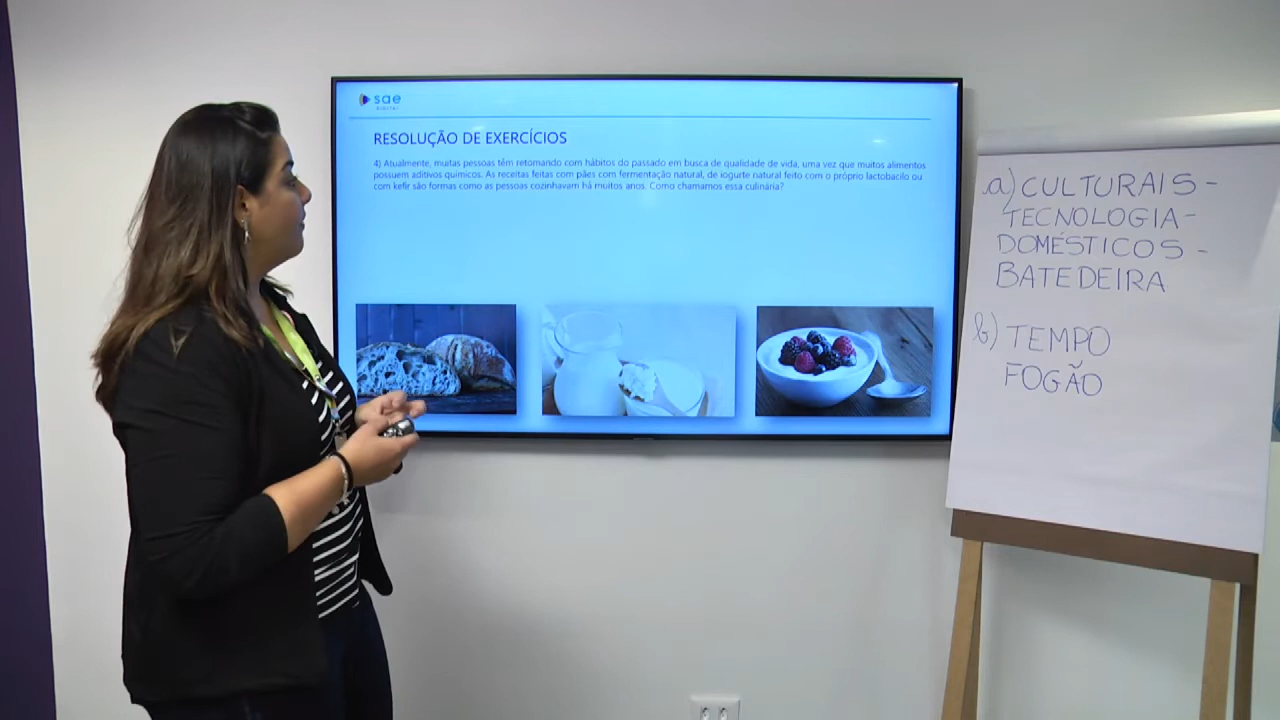 sae
DIGITAL
RESOLUÇÃO DE EXERCÍCIOS
4) Atualmente, muitas pessoas têm retomando com hábitos do passado em busca de qualidade de vida, uma vez que muitos alimentos
possuem aditivos químicos. As receitas feitas com pães com fermentação natural, de iogurte natural feito com o próprio lactobacilo ou
com kefir são formas como as pessoas cozinhavam há muitos anos. Como chamamos essa culinária?
a) CULTURAIS -
TECNOLOGIA -
DOMÉSTICOS -
BATEDEIRA
b) TEMPO
FOGÃO